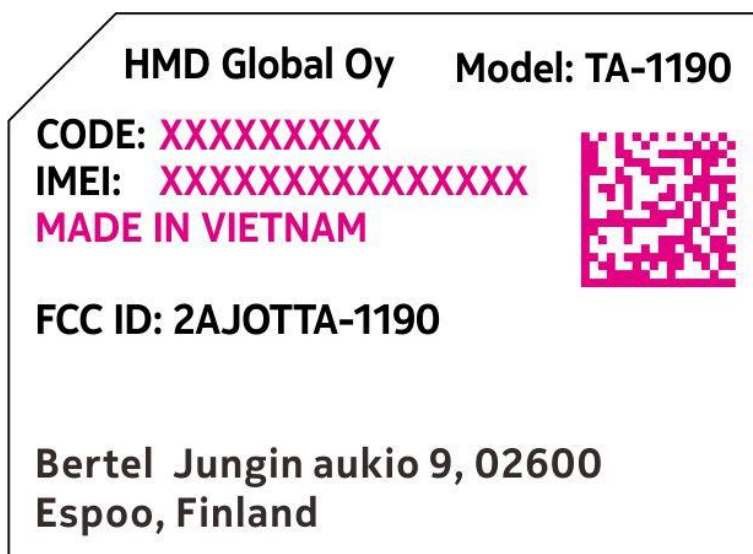 HMD Global Oy Model: TA-1190
CODE: XXXXXXXXX
IMEI: XXXXXXXXXXXXXXX
MADE IN VIETNAM
FCC ID: 2AJOTTA-1190
Bertel Jungin aukio 9, 02600
Espoo, Finland